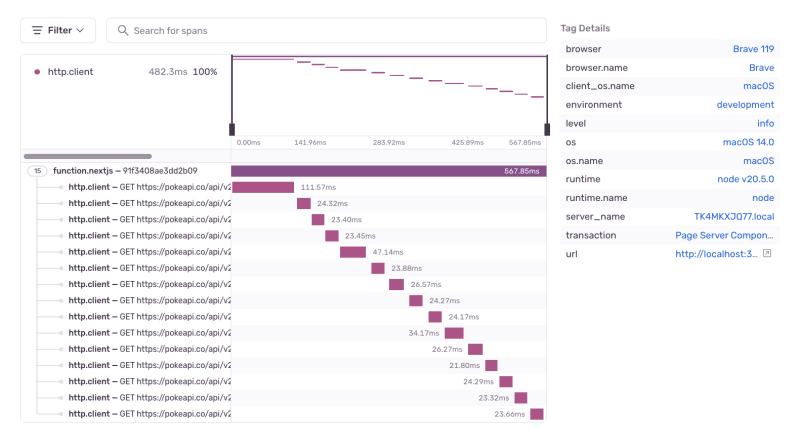 Filter
Search for spans
http.client 482.3ms 100%
0.00ms 141.96ms 283.92ms 425.89ms 567.85ms
15 function.nextjs — 91f3408ae3dd2b09 567.85ms
http.client — GET https://pokeapi.co/api/v2 111.57ms
http.client — GET https://pokeapi.co/api/v2 24.32ms
http.client — GET https://pokeapi.co/api/v2 23.40ms
http.client — GET https://pokeapi.co/api/v2 23.45ms
http.client — GET https://pokeapi.co/api/v2 47.14ms
http.client — GET https://pokeapi.co/api/v2 23.88ms
http.client — GET https://pokeapi.co/api/v2 26.57ms
http.client — GET https://pokeapi.co/api/v2 24.27ms
http.client — GET https://pokeapi.co/api/v2 24.17ms
http.client — GET https://pokeapi.co/api/v2 34.17ms
http.client — GET https://pokeapi.co/api/v2 26.27ms
http.client — GET https://pokeapi.co/api/v2 21.80ms
http.client — GET https://pokeapi.co/api/v2 24.29ms
http.client — GET https://pokeapi.co/api/v2 23.32ms
http.client — GET https://pokeapi.co/api/v2 23.66ms
Tag Details
browser Brave 119
browser.name Brave
client_os.name macOS
environment development
level info
os macOS 14.0
os.name macOS
runtime node v20.5.0
runtime.name node
server_name TK4MKXJQ77.local
transaction Page Server Compon...
url http://localhost:3...